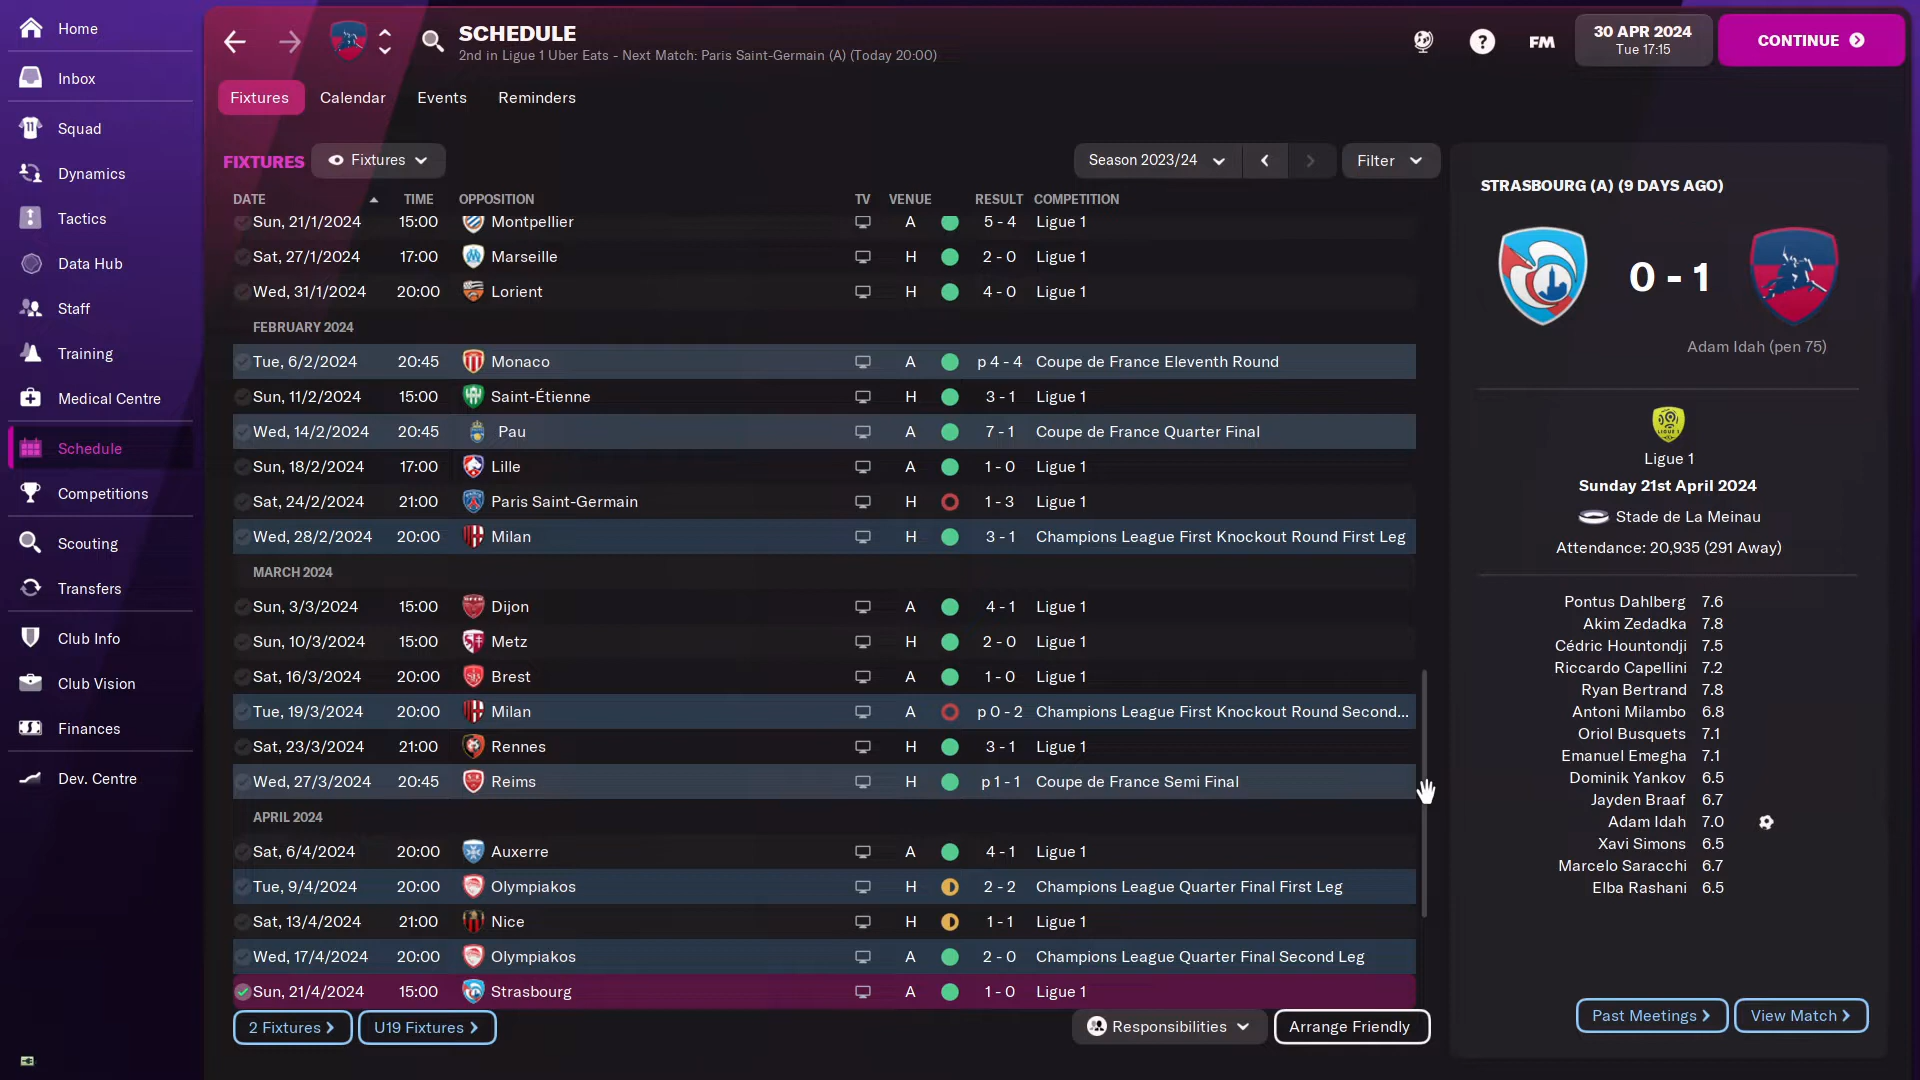 Home
Inbox
Squad
Dynamics
Tactics
Data Hub
Staff
Training
Medical Centre
Schedule
Competitions
Scouting
Transfers
Club Info
Club Vision
Finances
Dev. Centre
SCHEDULE
2nd in Ligue 1 Uber Eats - Next Match: Paris Saint-Germain (A) (Today 20:00)
FM
30 APR 2024
Tue 17:15
CONTINUE
Fixtures Calendar Events Reminders
FIXTURES Fixtures Season 2023/24 Filter
DATE TIME OPPOSITION TV VENUE RESULT COMPETITION
Sun, 21/1/2024 15:00 Montpellier A 5 - 4 Ligue 1
Sat, 27/1/2024 17:00 Marseille H 2 - 0 Ligue 1
Wed, 31/1/2024 20:00 Lorient H 4 - 0 Ligue 1
FEBRUARY 2024
Tue, 6/2/2024 20:45 Monaco A p 4 - 4 Coupe de France Eleventh Round
Sun, 11/2/2024 15:00 Saint-Étienne H 3 - 1 Ligue 1
Wed, 14/2/2024 20:45 Pau A 7 - 1 Coupe de France Quarter Final
Sun, 18/2/2024 17:00 Lille A 1 - 0 Ligue 1
Sat, 24/2/2024 21:00 Paris Saint-Germain H 1 - 3 Ligue 1
Wed, 28/2/2024 20:00 Milan H 3 - 1 Champions League First Knockout Round First Leg
MARCH 2024
Sun, 3/3/2024 15:00 Dijon A 4 - 1 Ligue 1
Sun, 10/3/2024 15:00 Metz H 2 - 0 Ligue 1
Sat, 16/3/2024 20:00 Brest A 1 - 0 Ligue 1
Tue, 19/3/2024 20:00 Milan A p 0 - 2 Champions League First Knockout Round Second...
Sat, 23/3/2024 21:00 Rennes H 3 - 1 Ligue 1
Wed, 27/3/2024 20:45 Reims H p 1 - 1 Coupe de France Semi Final
APRIL 2024
Sat, 6/4/2024 20:00 Auxerre A 4 - 1 Ligue 1
Tue, 9/4/2024 20:00 Olympiakos H 2 - 2 Champions League Quarter Final First Leg
Sat, 13/4/2024 21:00 Nice H 1 - 1 Ligue 1
Wed, 17/4/2024 20:00 Olympiakos A 2 - 0 Champions League Quarter Final Second Leg
Sun, 21/4/2024 15:00 Strasbourg A 1 - 0 Ligue 1
2 Fixtures U19 Fixtures Responsibilities Arrange Friendly
STRASBOURG (A) (9 DAYS AGO)
0 - 1
Adam Idah (pen 75)
Ligue 1
Sunday 21st April 2024
Stade de La Meinau
Attendance: 20,935 (291 Away)
Pontus Dahlberg 7.6
Akim Zedadka 7.8
Cédric Hountondji 7.5
Riccardo Capellini 7.2
Ryan Bertrand 7.8
Antoni Milambo 6.8
Oriol Busquets 7.1
Emanuel Emegha 7.1
Dominik Yankov 6.5
Jayden Braaf 6.7
Adam Idah 7.0
Xavi Simons 6.5
Marcelo Saracchi 6.7
Elba Rashani 6.5
Past Meetings View Match